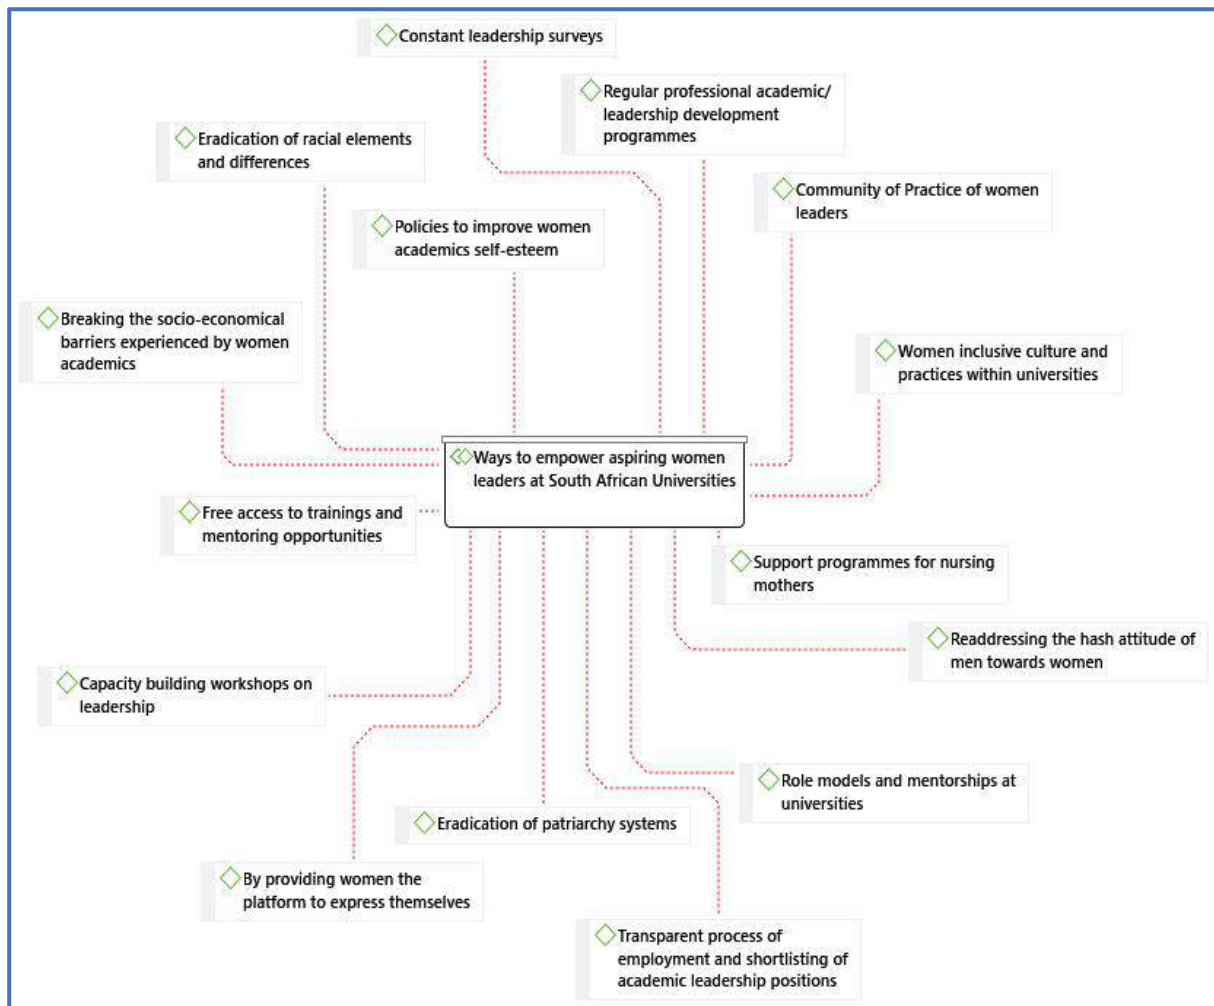 Constant leadership surveys
Regular professional academic/
leadership development
programmes
Eradication of racial elements
and differences
Community of Practice of women
leaders
Policies to improve women
academics self-esteem
Breaking the socio-economical
barriers experienced by women
academics
Women inclusive culture and
practices within universities
Ways to empower aspiring women
leaders at South African Universities
Free access to trainings and
mentoring opportunities
Support programmes for nursing
mothers
Readdressing the hash attitude of
men towards women
Capacity building workshops on
leadership
Role models and mentorships at
universities
Eradication of patriarchy systems
By providing women the
platform to express themselves
Transparent process of
employment and shortlisting of
academic leadership positions